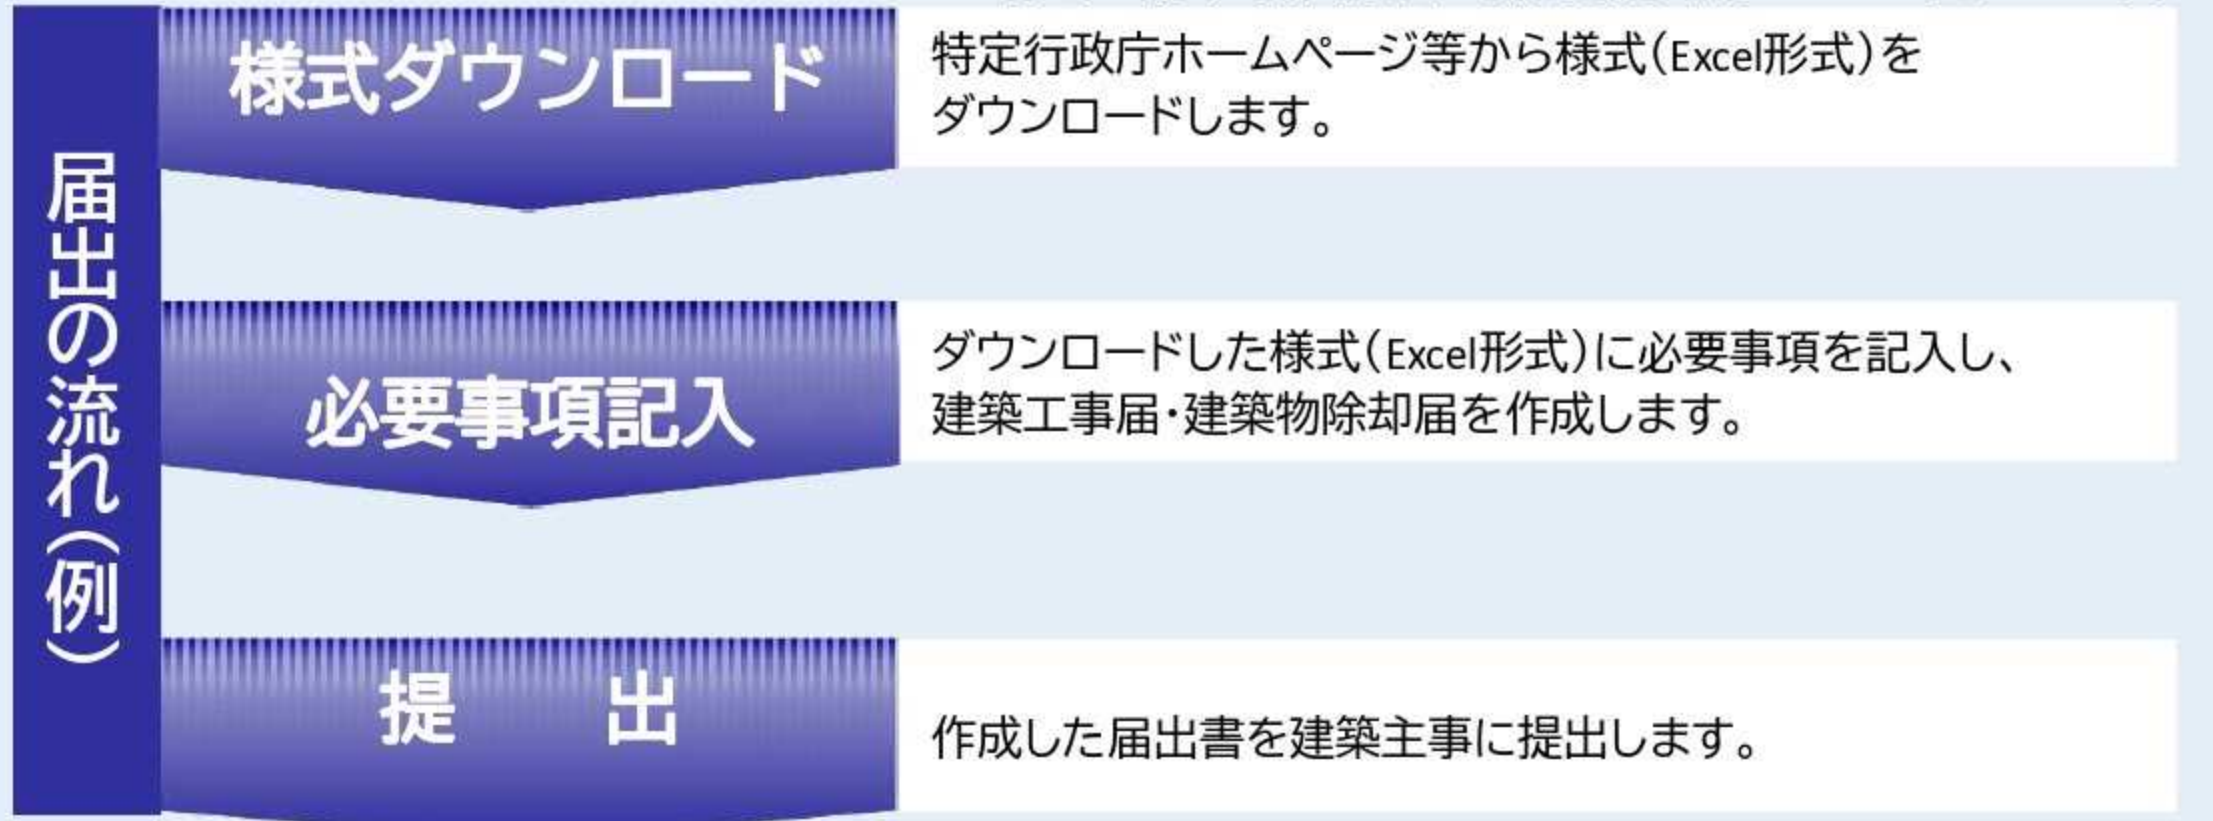 届出の流れ(例)
様式ダウンロード
特定行政庁ホームページ等から様式(Excel形式)を
ダウンロードします。
必要事項記入
ダウンロードした様式(Excel形式)に必要事項を記入し、
建築工事届・建築物除却届を作成します。
提　　出
作成した届出書を建築主事に提出します。